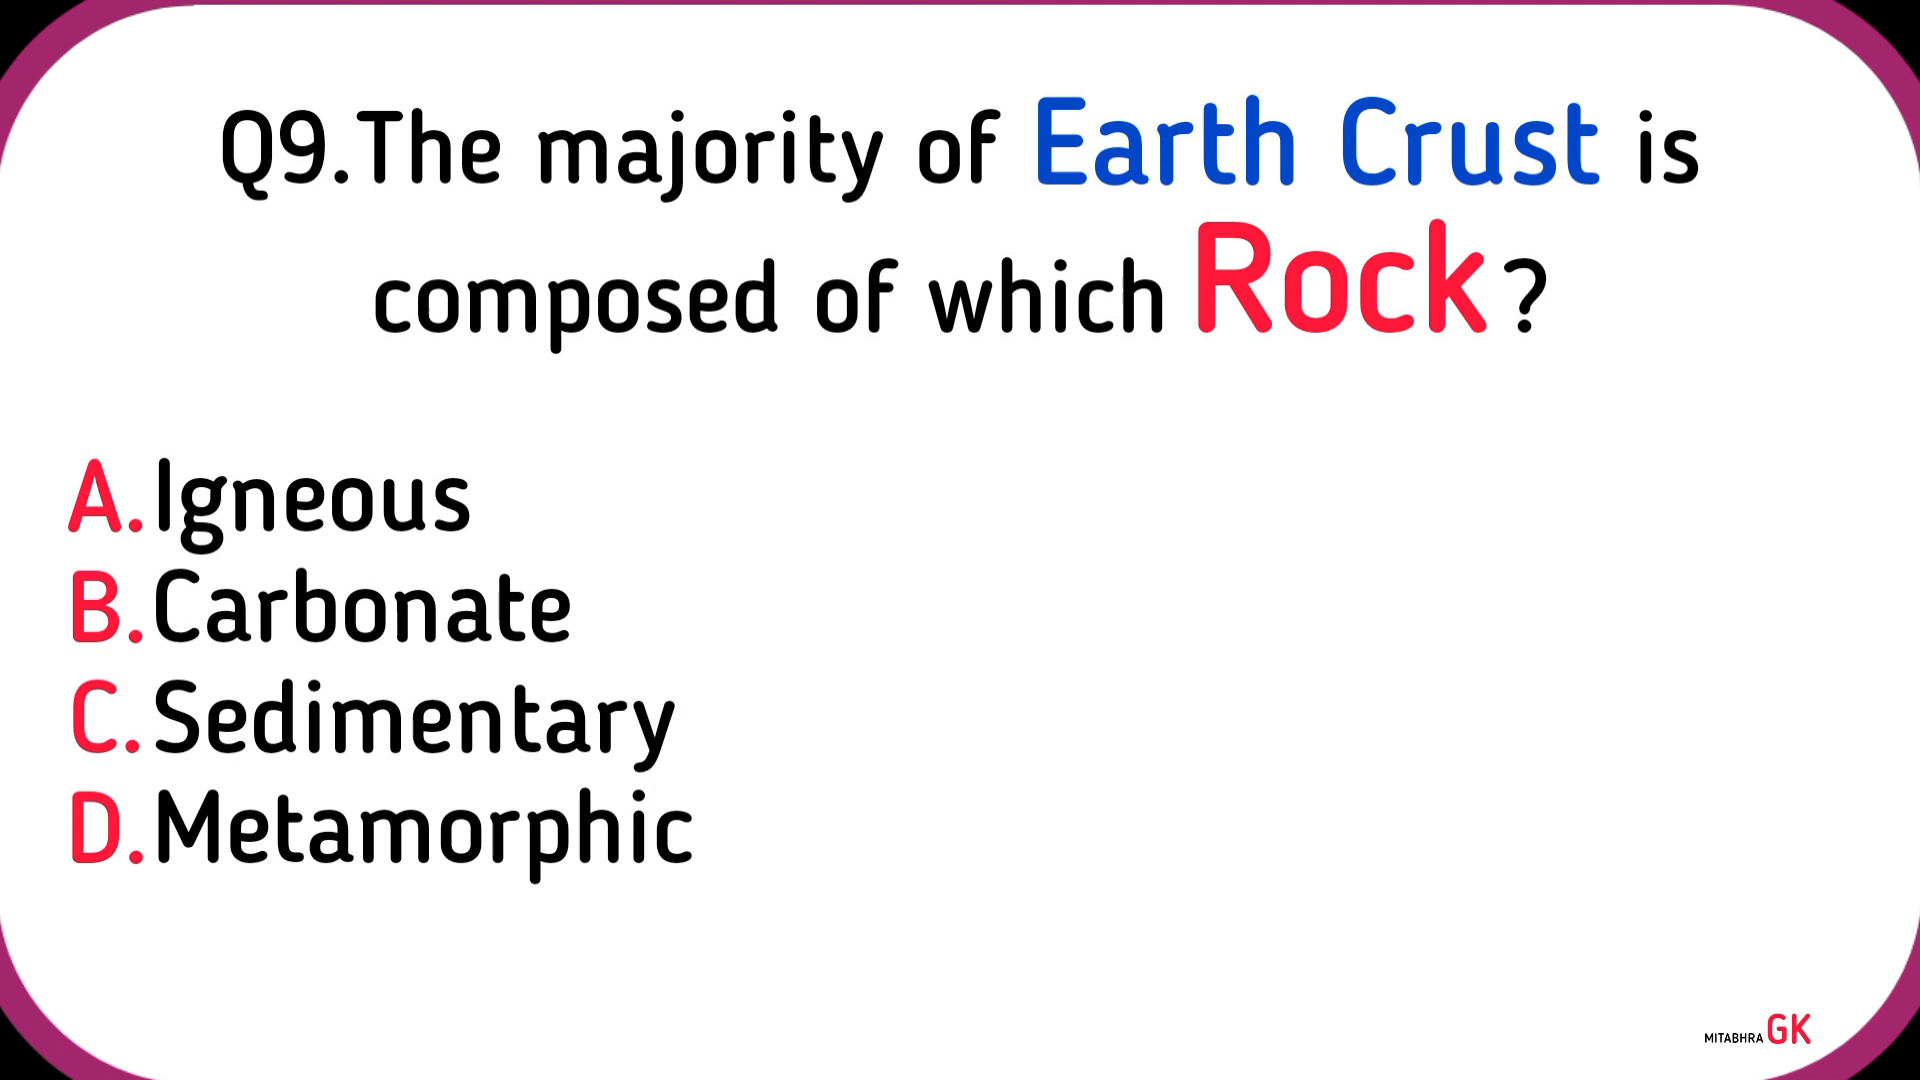 Q9.The majority of Earth Crust is
composed of which Rock?
A.Igneous
B.Carbonate
C.Sedimentary
D.Metamorphic
MITABHRA GK